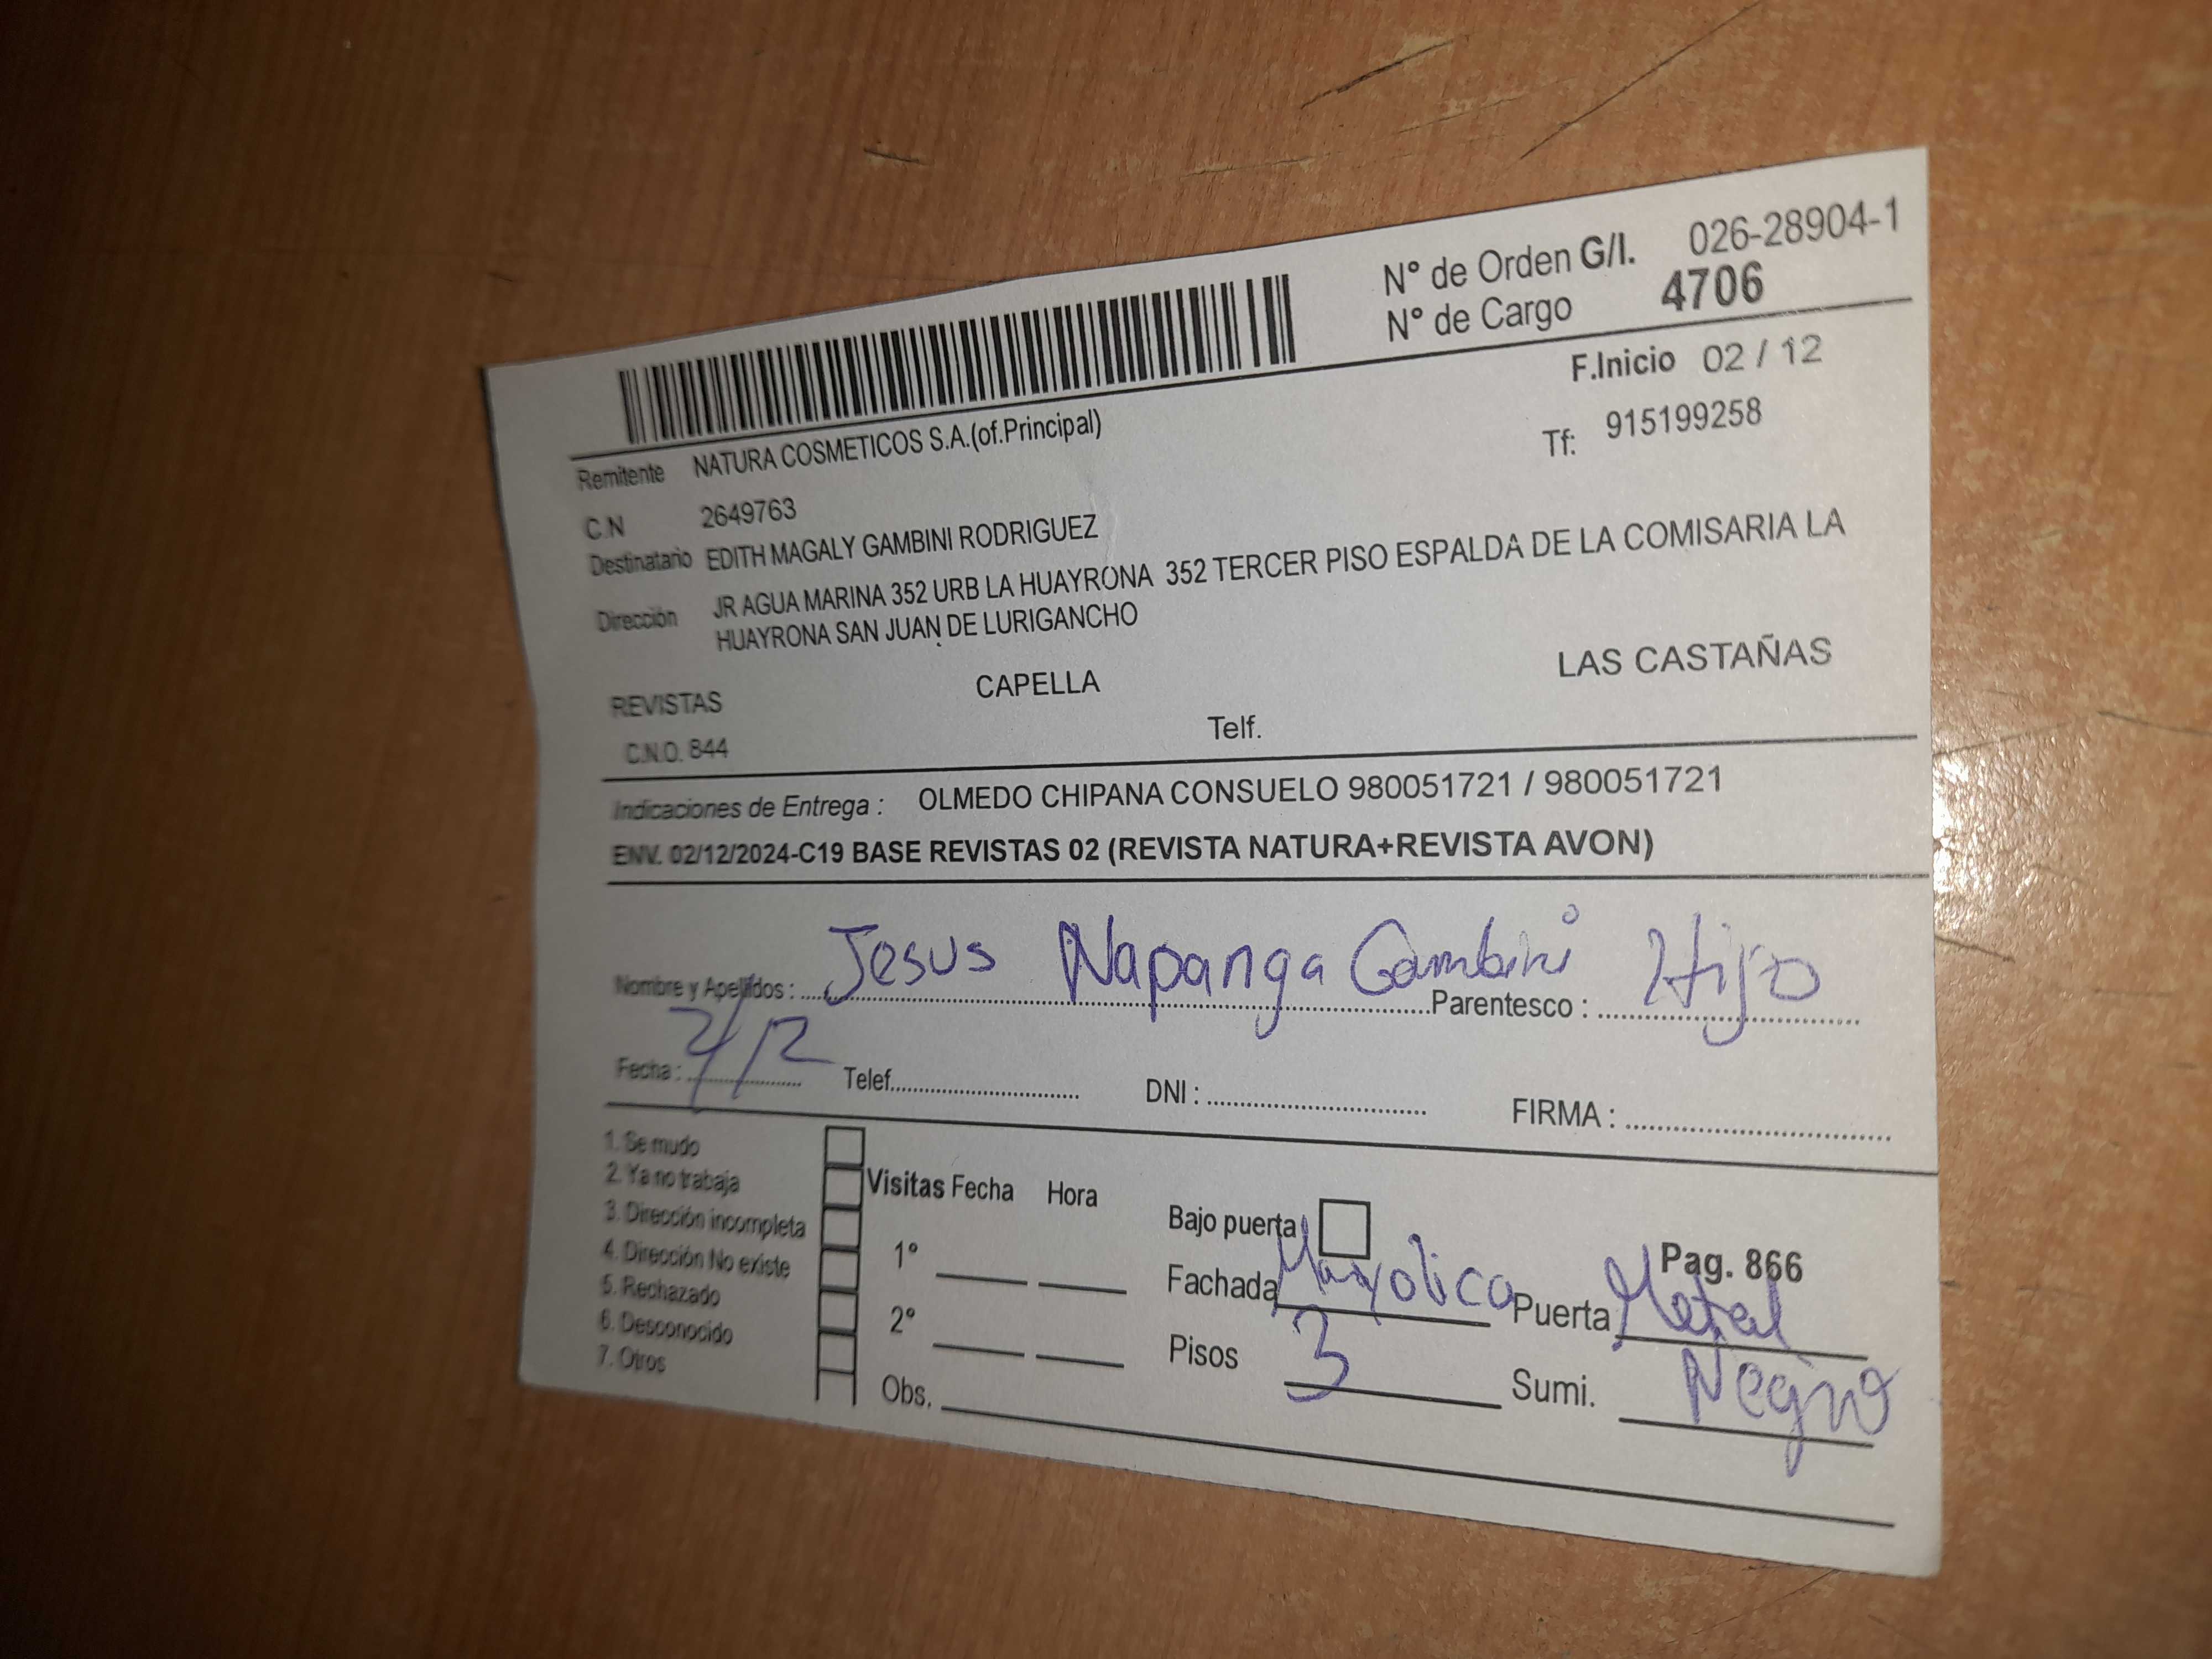 N° de Orden G/I. 026-28904-1
N° de Cargo 4706
F.Inicio 02 / 12
Remitente NATURA COSMETICOS S.A.(of.Principal)
Tf: 915199258
C.N 2649763
Destinatario EDITH MAGALY GAMBINI RODRIGUEZ
Dirección JR AGUA MARINA 352 URB LA HUAYRONA 352 TERCER PISO ESPALDA DE LA COMISARIA LA
HUAYRONA SAN JUAN DE LURIGANCHO
REVISTAS CAPELLA LAS CASTAÑAS
C.N.O. 844 Telf.
Indicaciones de Entrega : OLMEDO CHIPANA CONSUELO 980051721 / 980051721
ENV. 02/12/2024-C19 BASE REVISTAS 02 (REVISTA NATURA+REVISTA AVON)
Nombre y Apellidos : Jesus Napanga Gambini Parentesco : Hijo
Fecha : Telef. DNI : FIRMA :
1. Se mudo
2. Ya no trabaja
3. Dirección incompleta
4. Dirección No existe
5. Rechazado
6. Desconocido
7. Otros
Visitas Fecha Hora
1°
2°
Obs.
Bajo puerta
Pag. 866
Fachada Mayolica Puerta Metal
Pisos 3 Sumi. Negro